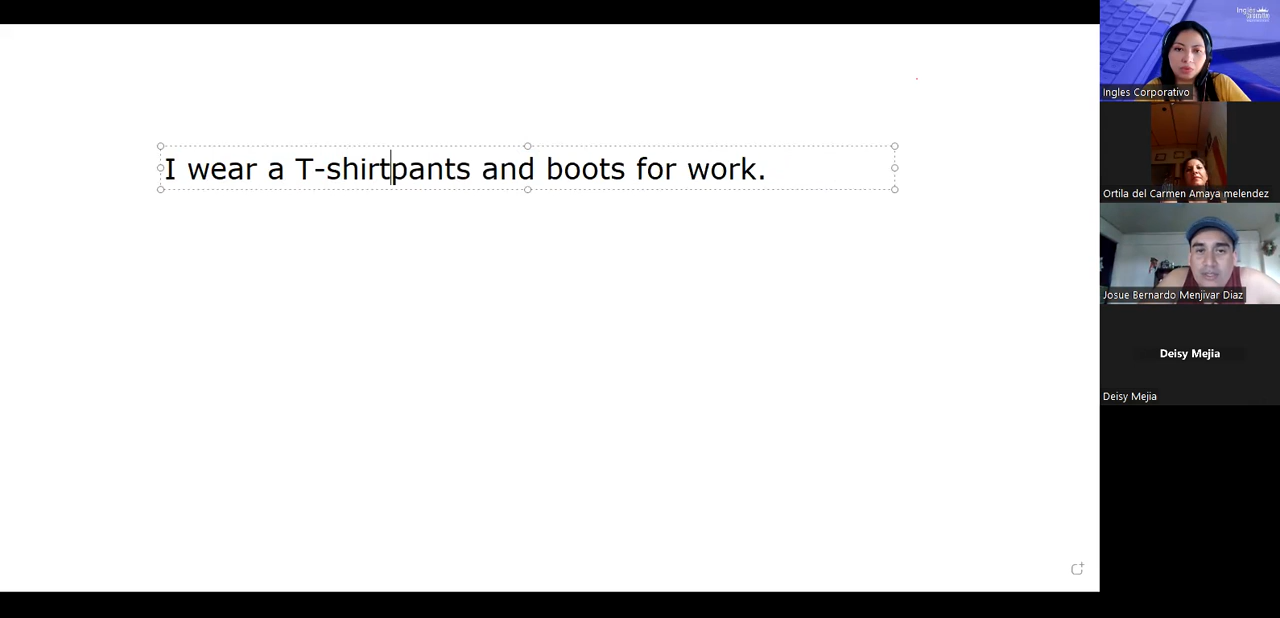 I wear a T-shirtpants and boots for work.
Ingles
Ingles Corporativo
Ortila del Carmen Amaya melendez
Josue Bernardo Menjivar Diaz
Deisy Mejia
Deisy Mejia